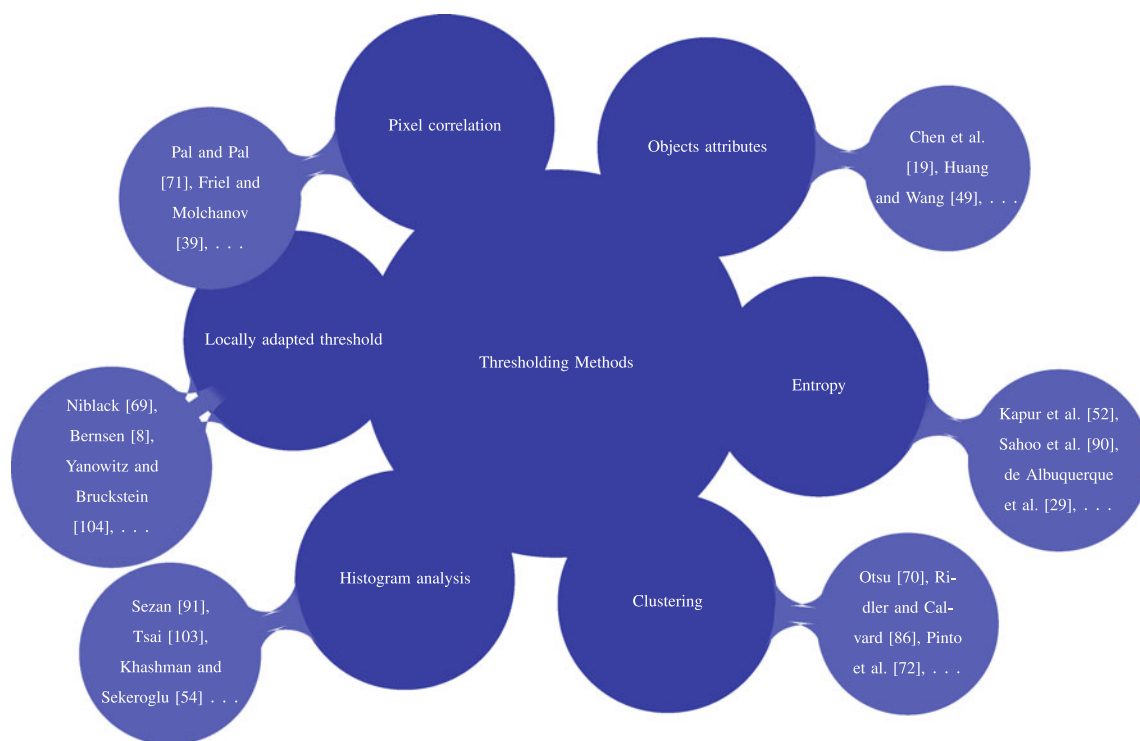 Pixel correlation
Objects attributes
Pal and Pal
[71], Friel and
Molchanov
[39], . . .
Chen et al.
[19], Huang
and Wang [49], . . .
Locally adapted threshold
Thresholding Methods
Entropy
Niblack [69],
Bernsen [8],
Yanowitz and
Bruckstein
[104], . . .
Kapur et al. [52],
Sahoo et al. [90],
de Albuquerque
et al. [29], . . .
Histogram analysis
Clustering
Sezan [91],
Tsai [103],
Khashman and
Sekeroglu [54] . . .
Otsu [70], Ri-
dler and Cal-
vard [86], Pinto
et al. [72], . . .